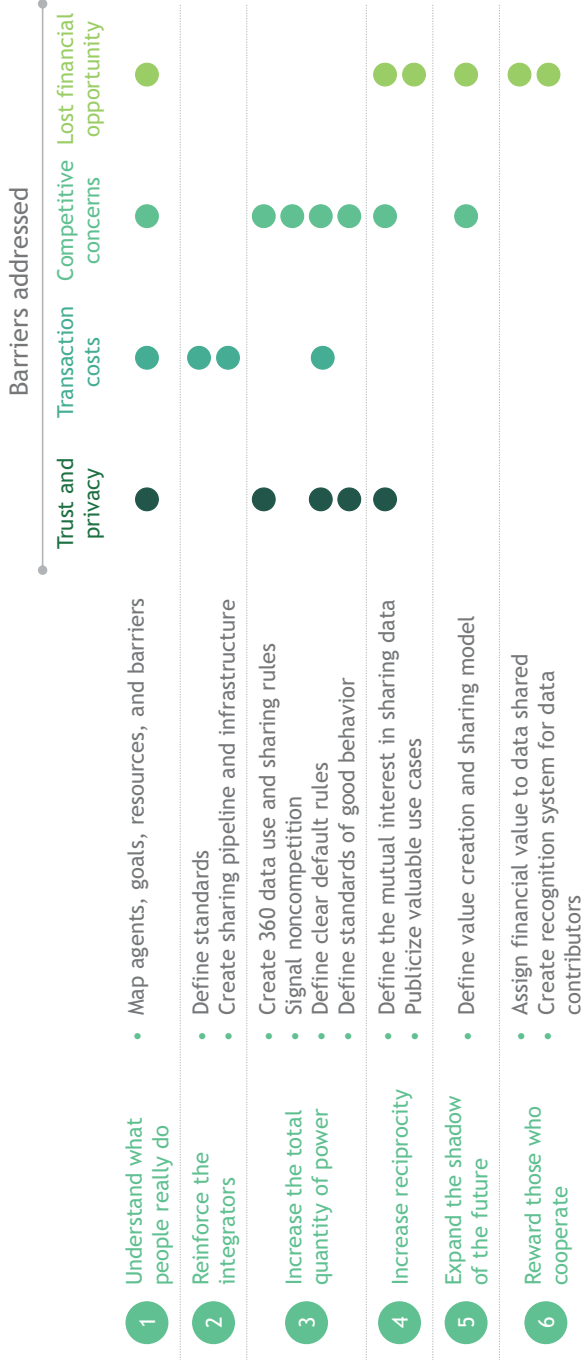 Barriers addressed
Trust and
privacy
Transaction
costs
Competitive
concerns
Lost financial
opportunity
1
Understand what
people really do
• Map agents, goals, resources, and barriers
2
Reinforce the
integrators
• Define standards
• Create sharing pipeline and infrastructure
3
Increase the total
quantity of power
• Create 360 data use and sharing rules
• Signal noncompetition
• Define clear default rules
• Define standards of good behavior
4
Increase reciprocity
• Define the mutual interest in sharing data
• Publicize valuable use cases
5
Expand the shadow
of the future
• Define value creation and sharing model
6
Reward those who
cooperate
• Assign financial value to data shared
• Create recognition system for data
contributors